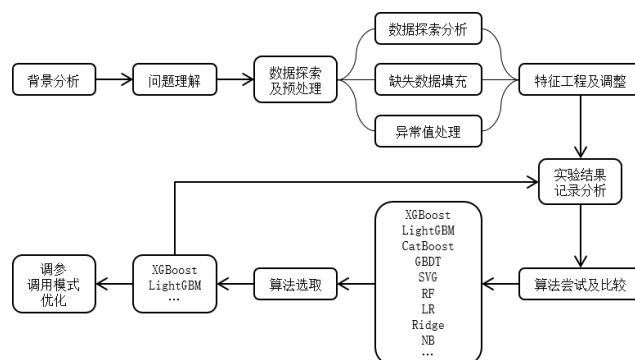 背景分析
问题理解
数据探索
及预处理
数据探索分析
缺失数据填充
异常值处理
特征工程及调整
实验结果
记录分析
算法尝试及比较
XGBoost
LightGBM
CatBoost
GBDT
SVG
RF
LR
Ridge
NB
…
算法选取
XGBoost
LightGBM
…
调参
调用模式
优化